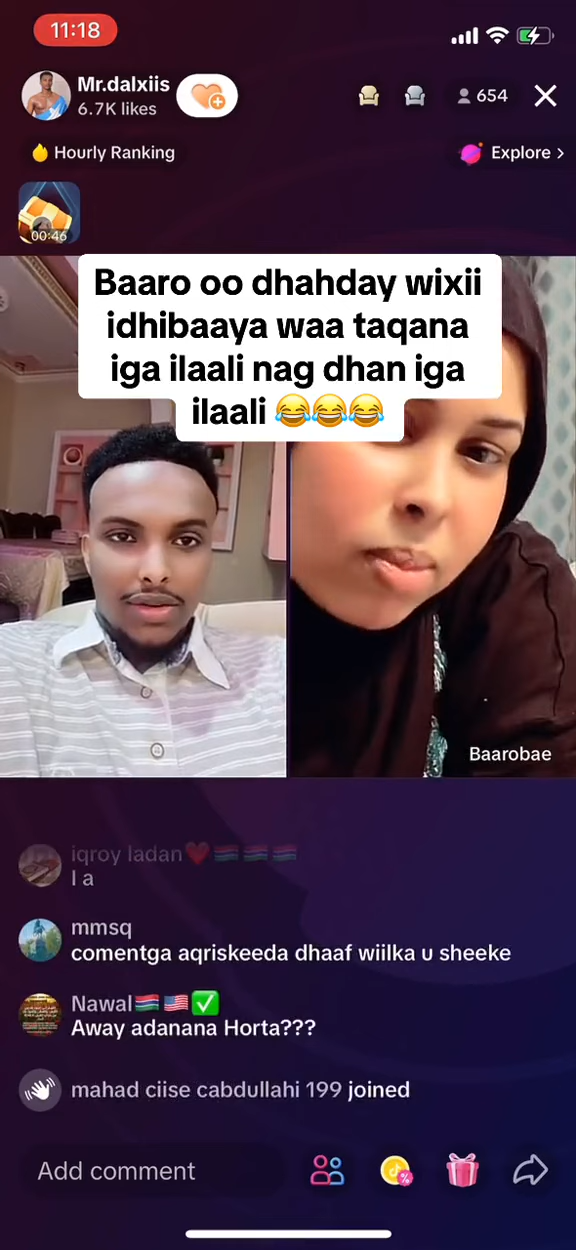 11:18
Mr.dalxiis
6.7K likes
654
Hourly Ranking
Explore >
00:46
Baaro oo dhahday wixii
idhibaaya waa taqana
iga ilaali nag dhan iga
ilaali 😂😂😂
Baarobae
iqroy ladan❤️🇬🇲🇬🇲🇬🇲
I a
mmsq
comentga aqriskeeda dhaaf wiilka u sheeke
Nawal🇬🇲🇺🇸✅
Away adanana Horta???
mahad ciise cabdullahi 199 joined
Add comment